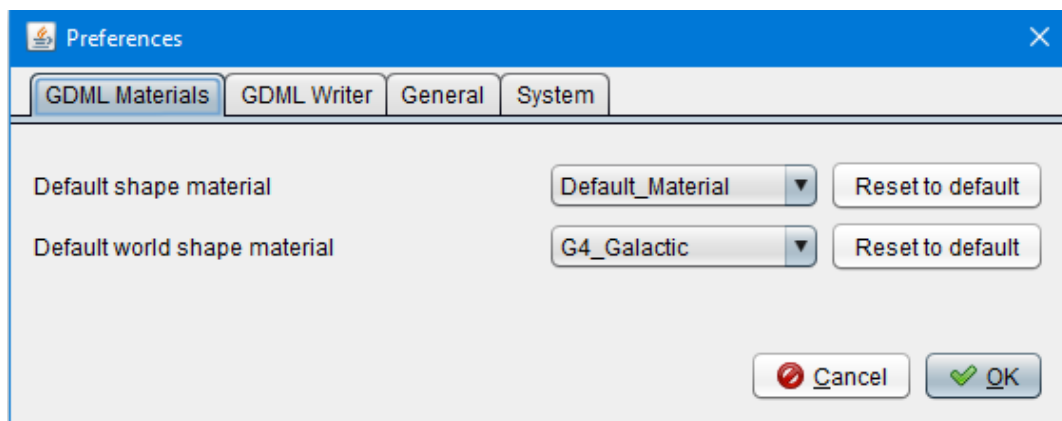 Preferences
GDML Materials GDML Writer General System
Default shape material Default_Material Reset to default
Default world shape material G4_Galactic Reset to default
Cancel OK